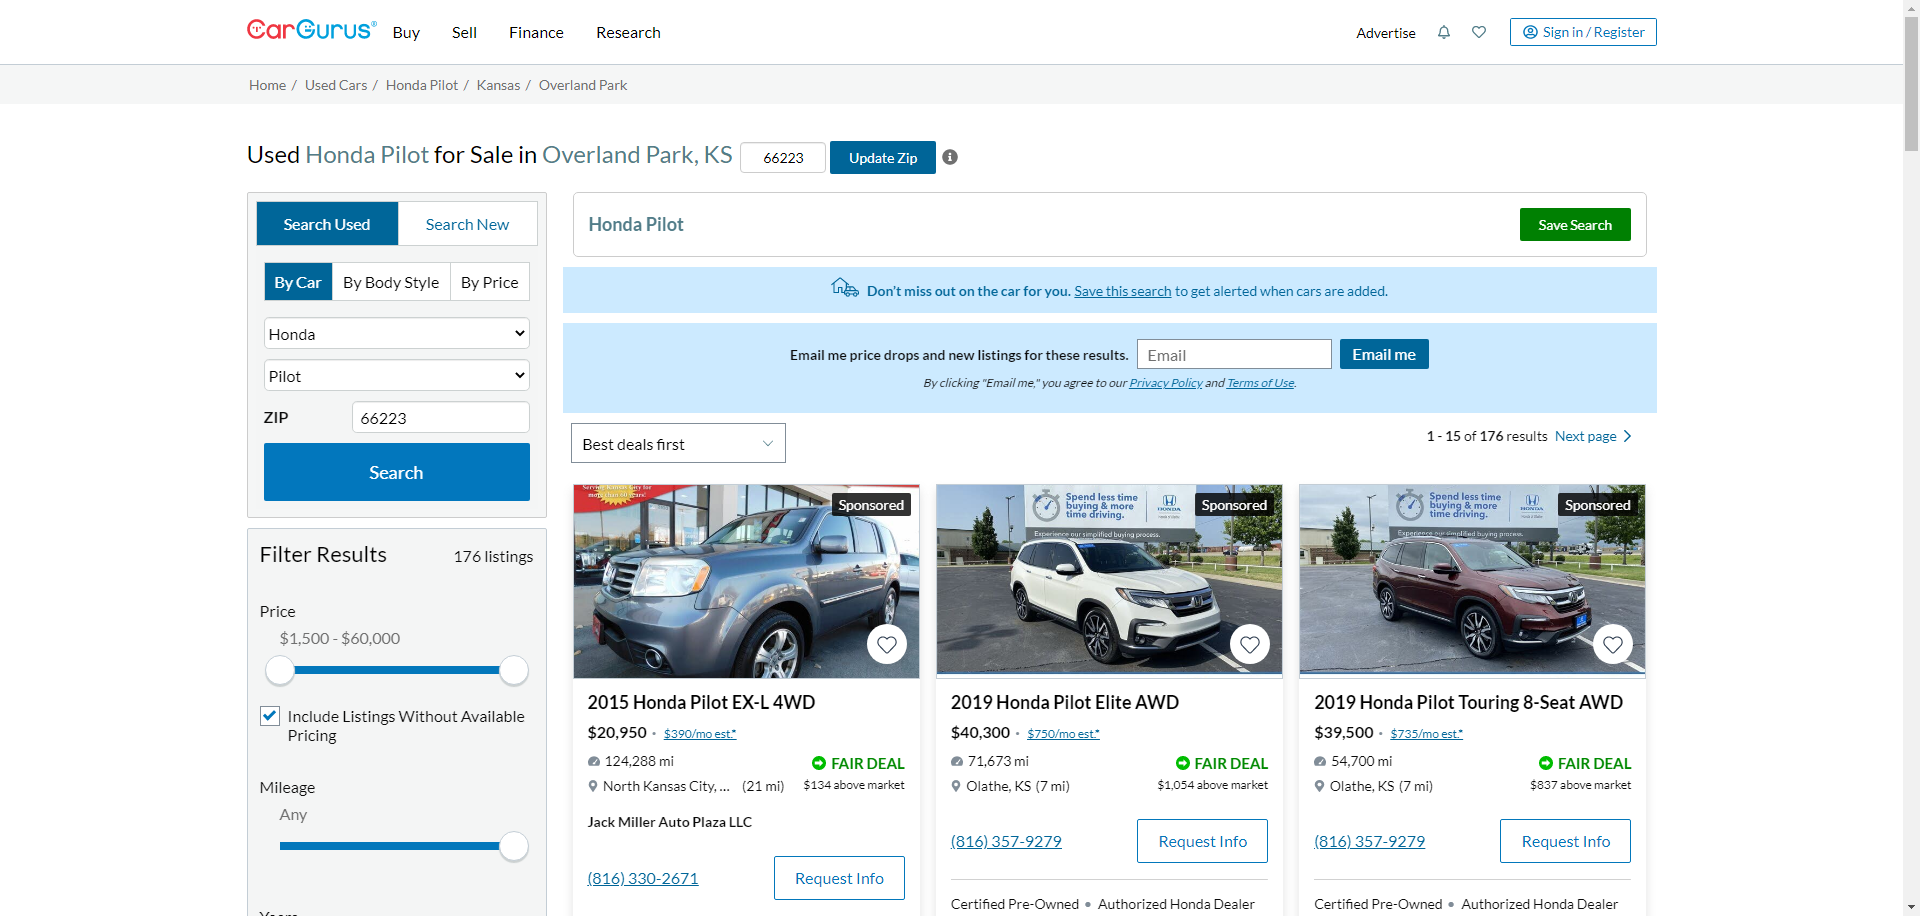 CarGurus®
Buy
Sell
Finance
Research
Advertise
Sign in / Register
Home / Used Cars / Honda Pilot / Kansas / Overland Park
Used Honda Pilot for Sale in Overland Park, KS
66223
Update Zip
Search Used
Search New
By Car
By Body Style
By Price
Honda
Pilot
ZIP
66223
Search
Filter Results
176 listings
Price
$1,500 - $60,000
Include Listings Without Available
Pricing
Mileage
Any
Years
Honda Pilot
Save Search
Don't miss out on the car for you. Save this search to get alerted when cars are added.
Email me price drops and new listings for these results.
Email
Email me
By clicking "Email me," you agree to our Privacy Policy and Terms of Use.
Best deals first
1 - 15 of 176 results
Next page
more than 60 years!
Sponsored
2015 Honda Pilot EX-L 4WD
$20,950 · $390/mo est.*
124,288 mi
FAIR DEAL
North Kansas City, ... (21 mi)
$134 above market
Jack Miller Auto Plaza LLC
(816) 330-2671
Request Info
Spend less time
buying & more
time driving.
HONDA
Experience our simplified buying process.
Sponsored
2019 Honda Pilot Elite AWD
$40,300 · $750/mo est.*
71,673 mi
FAIR DEAL
Olathe, KS (7 mi)
$1,054 above market
(816) 357-9279
Request Info
Certified Pre-Owned • Authorized Honda Dealer
Spend less time
buying & more
time driving.
HONDA
Experience our simplified buying process.
Sponsored
2019 Honda Pilot Touring 8-Seat AWD
$39,500 · $735/mo est.*
54,700 mi
FAIR DEAL
Olathe, KS (7 mi)
$837 above market
(816) 357-9279
Request Info
Certified Pre-Owned • Authorized Honda Dealer